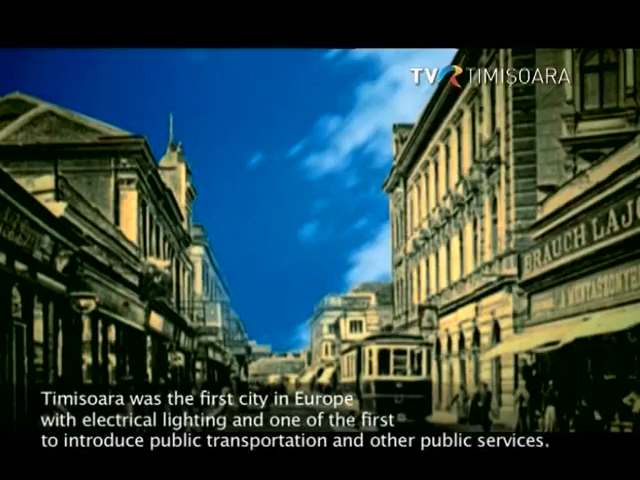 TVR TIMIȘOARA
BRAUCH LAJO
Timisoara was the first city in Europe
with electrical lighting and one of the first
to introduce public transportation and other public services.